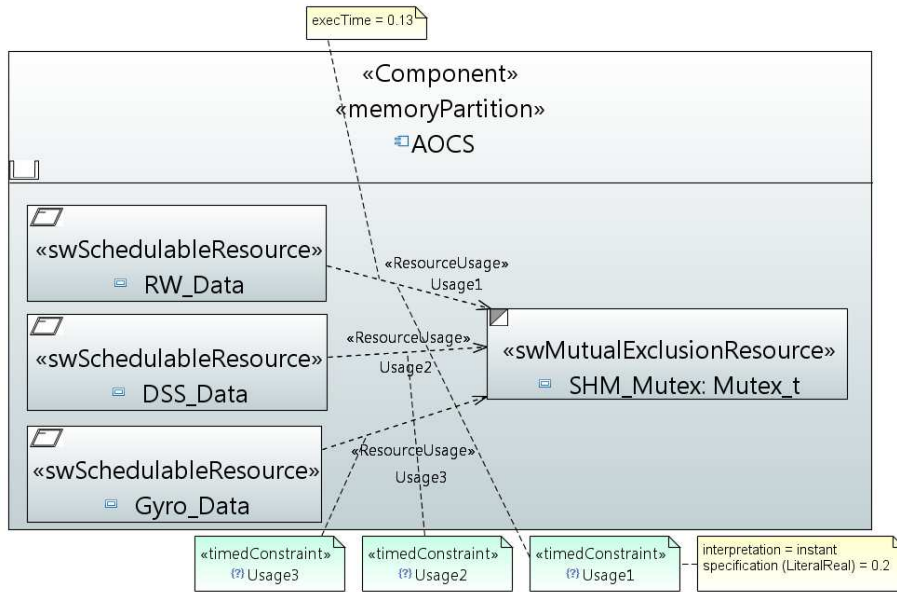 execTime = 0.13
«Component»
«memoryPartition»
AOCS
«swSchedulableResource»
RW_Data
«ResourceUsage»
Usage1
«swSchedulableResource»
DSS_Data
«ResourceUsage»
Usage2
«swMutualExclusionResource»
SHM_Mutex: Mutex_t
«swSchedulableResource»
Gyro_Data
«ResourceUsage»
Usage3
«timedConstraint»
{?} Usage3
«timedConstraint»
{?} Usage2
«timedConstraint»
{?} Usage1
interpretation = instant
specification (LiteralReal) = 0.2